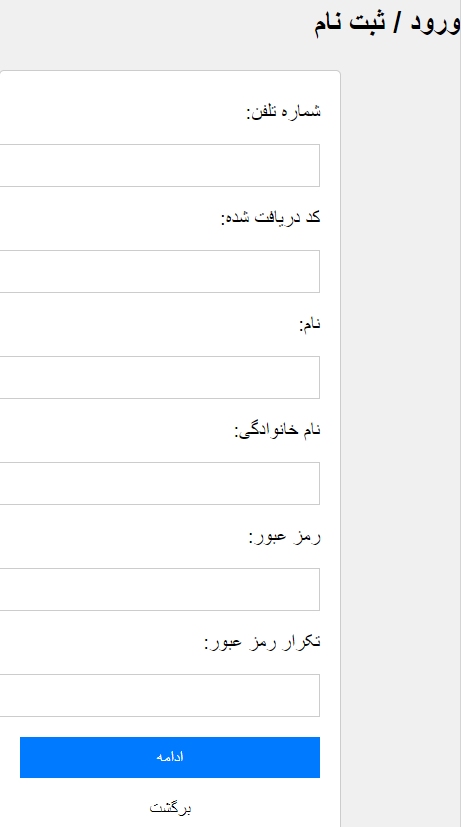 ورود / ثبت نام
شماره تلفن:
کد دریافت شده:
نام:
نام خانوادگی:
رمز عبور:
تکرار رمز عبور:
ادامه
برگشت